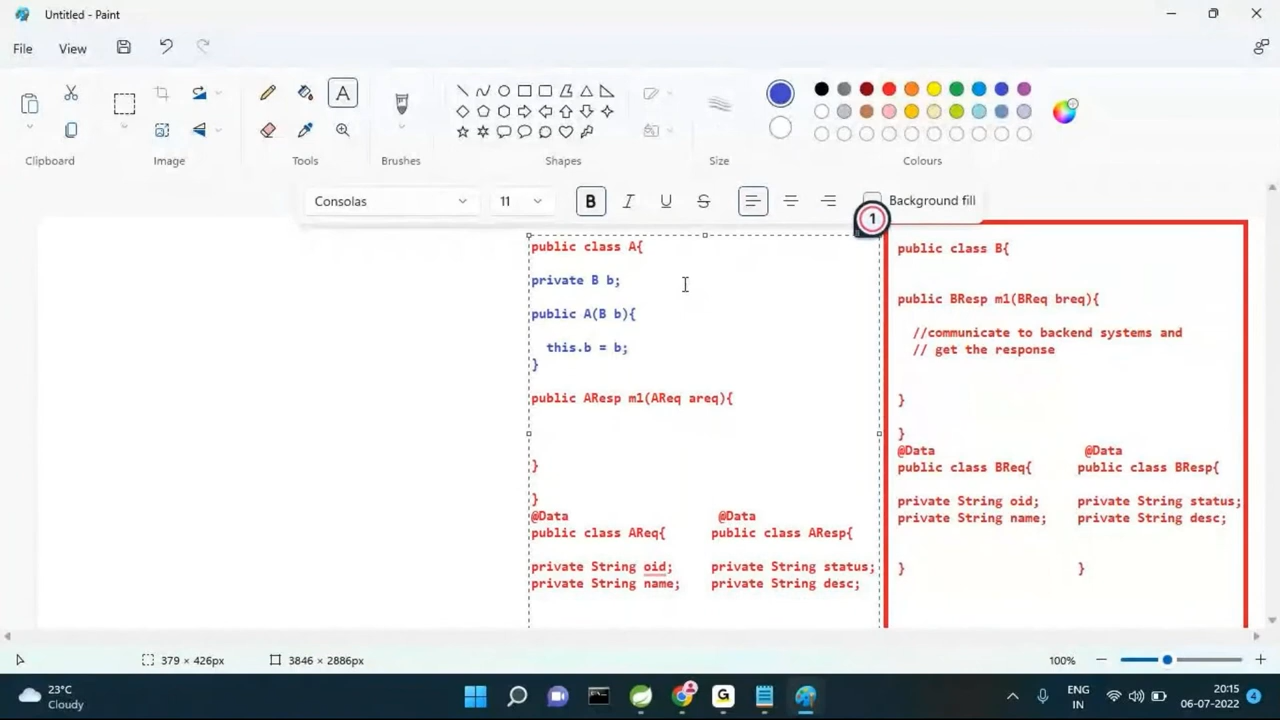 Untitled - Paint
File
View
Clipboard
Image
Tools
Brushes
Shapes
Size
Colours
Consolas
11
B
I
U
S
Background fill
1
public class A{
private B b;
public A(B b){
this.b = b;
}
public AResp m1(AReq areq){
}
}
@Data @Data
public class AReq{ public class AResp{
private String oid; private String status;
private String name; private String desc;
public class B{
public BResp m1(BReq breq){
//communicate to backend systems and
// get the response
}
}
@Data @Data
public class BReq{ public class BResp{
private String oid; private String status;
private String name; private String desc;
} }
379 × 426px
3846 × 2886px
100%
23°C
Cloudy
ENG
IN
20:15
06-07-2022
4